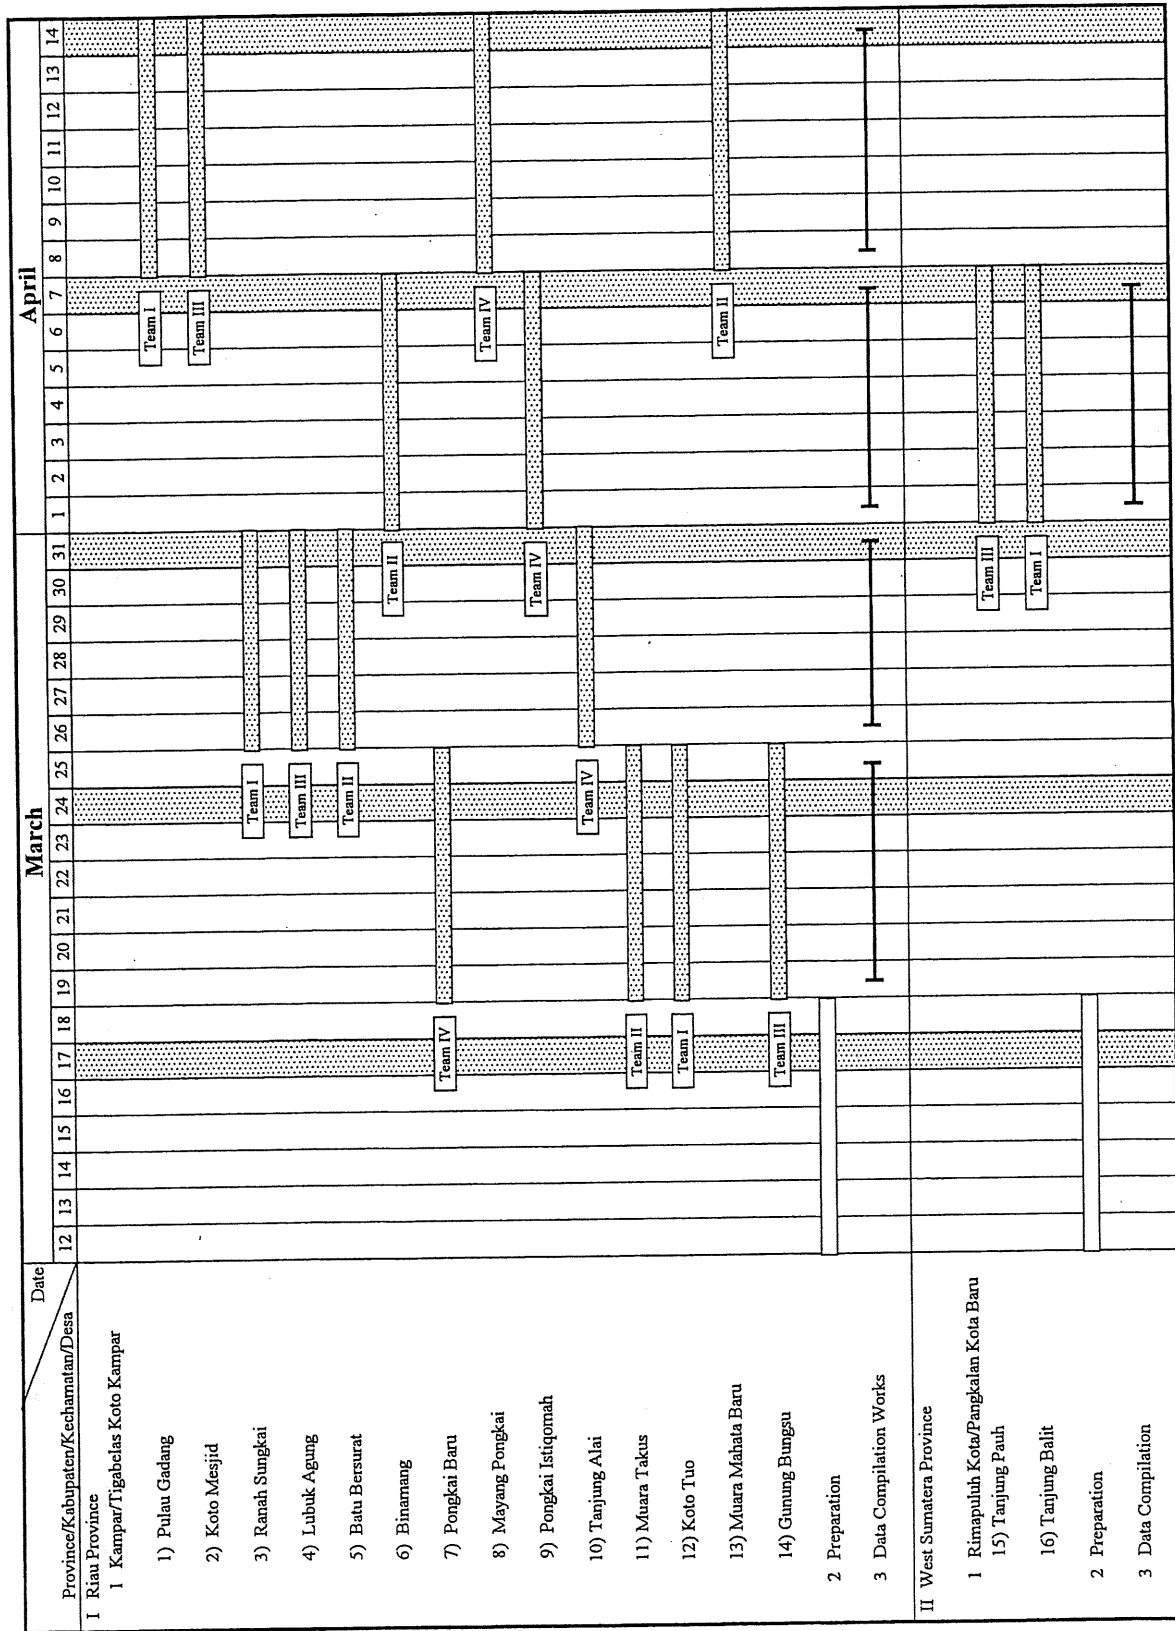 Date
Province/Kabupaten/Kechamatan/Desa
March
April
12 13 14 15 16 17 18 19 20 21 22 23 24 25 26 27 28 29 30 31 1 2 3 4 5 6 7 8 9 10 11 12 13 14
I Riau Province
1 Kampar/Tigabelas Koto Kampar
1) Pulau Gadang
Team I
2) Koto Mesjid
Team III
3) Ranah Sungkai
Team I
4) Lubuk Agung
Team III
5) Batu Bersurat
Team II
6) Binamang
Team II
7) Pongkai Baru
Team IV
8) Mayang Pongkai
Team IV
9) Pongkai Istiqomah
Team IV
10) Tanjung Alai
Team IV
11) Muara Takus
Team II
12) Koto Tuo
Team I
13) Muara Mahata Baru
Team II
14) Gunung Bungsu
Team III
2 Preparation
3 Data Compilation Works
II West Sumatera Province
1 Rimapuluh Kota/Pangkalan Kota Baru
15) Tanjung Pauh
Team III
16) Tanjung Balit
Team I
2 Preparation
3 Data Compilation